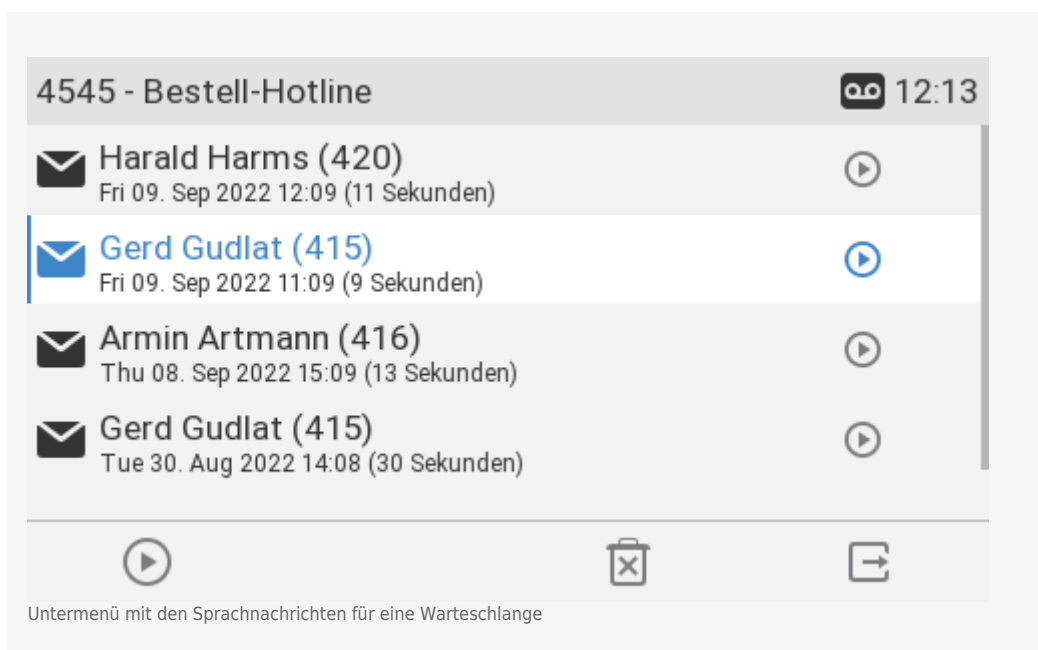 4545 - Bestell-Hotline 12:13
Harald Harms (420)
Fri 09. Sep 2022 12:09 (11 Sekunden)
Gerd Gudlat (415)
Fri 09. Sep 2022 11:09 (9 Sekunden)
Armin Artmann (416)
Thu 08. Sep 2022 15:09 (13 Sekunden)
Gerd Gudlat (415)
Tue 30. Aug 2022 14:08 (30 Sekunden)
Untermenü mit den Sprachnachrichten für eine Warteschlange